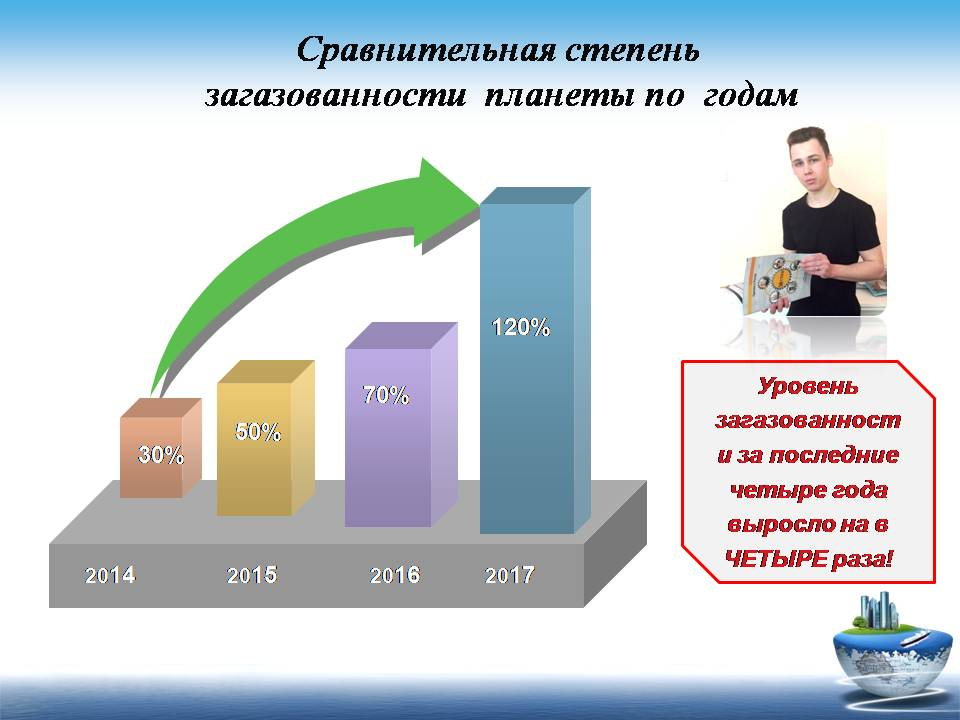 Сравнительная степень
загазованности планеты по годам
120%
70%
50%
30%
2014
2015
2016
2017
Уровень
загазованност
и за последние
четыре года
выросло на в
ЧЕТЫРЕ раза!